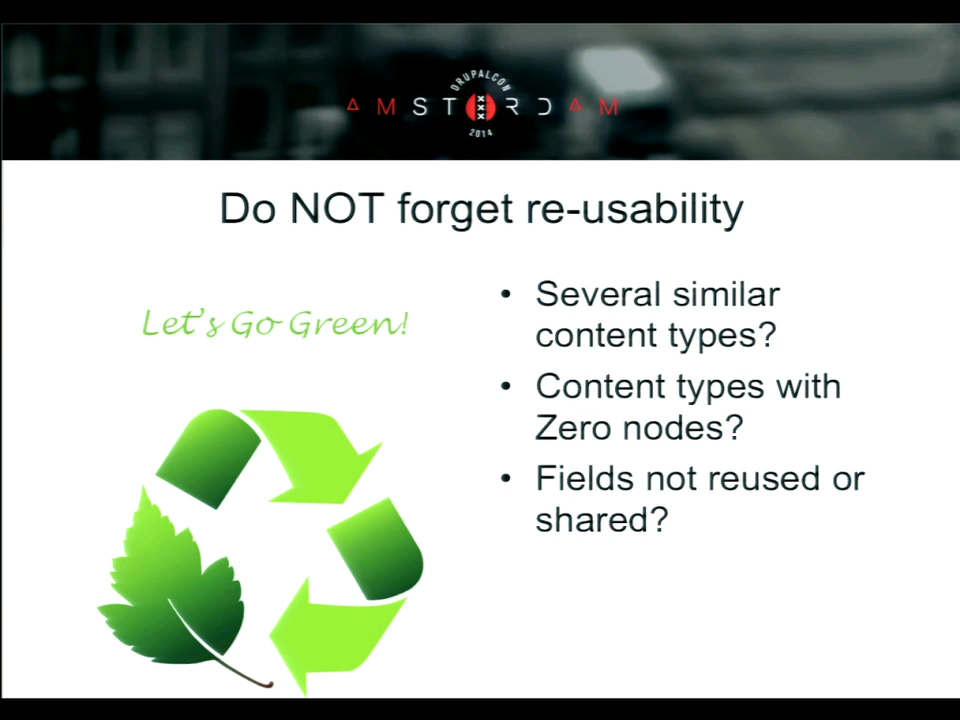 DRUPALCON
AMSTERDAM
2014
Do NOT forget re-usability
Let's Go Green!
• Several similar
content types?
• Content types with
Zero nodes?
• Fields not reused or
shared?